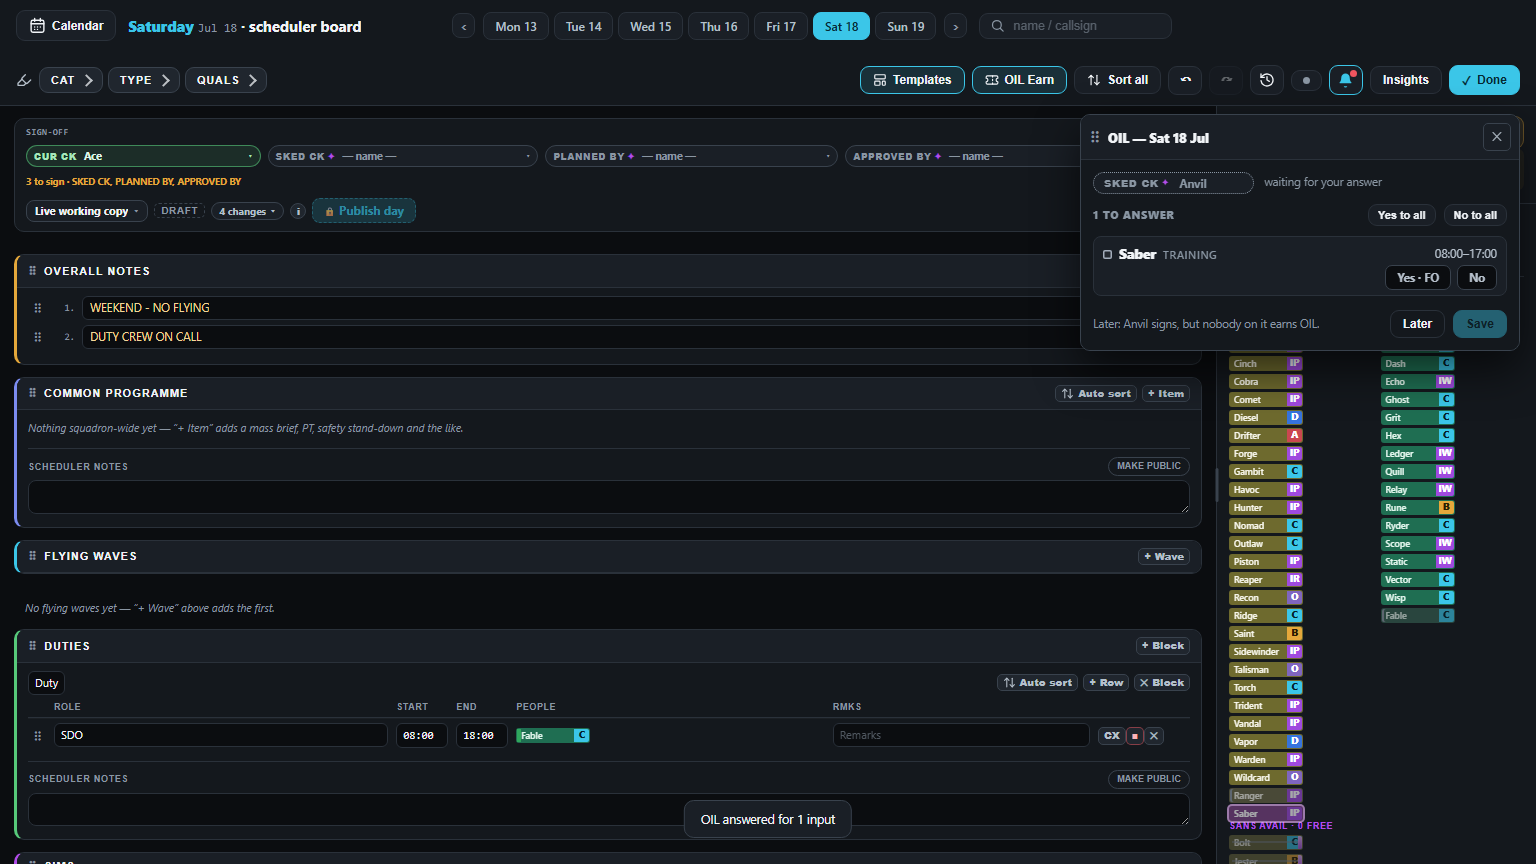 Calendar
Saturday Jul 18 · scheduler board
Mon 13
Tue 14
Wed 15
Thu 16
Fri 17
Sat 18
Sun 19
name / callsign
CAT
TYPE
QUALS
Templates
OIL Earn
Sort all
Insights
✓ Done
SIGN-OFF
CUR CK Ace
SKED CK ✦ — name —
PLANNED BY ✦ — name —
APPROVED BY ✦ — name —
3 to sign · SKED CK, PLANNED BY, APPROVED BY
Live working copy
DRAFT
4 changes
i
Publish day
OIL — Sat 18 Jul
SKED CK ✦ Anvil
waiting for your answer
1 TO ANSWER
Yes to all
No to all
Saber TRAINING
08:00–17:00
Yes · FO
No
Later: Anvil signs, but nobody on it earns OIL.
Later
Save
OVERALL NOTES
1. WEEKEND - NO FLYING
2. DUTY CREW ON CALL
COMMON PROGRAMME
Auto sort
+ Item
Nothing squadron-wide yet — "+ Item" adds a mass brief, PT, safety stand-down and the like.
SCHEDULER NOTES
MAKE PUBLIC
FLYING WAVES
+ Wave
No flying waves yet — "+ Wave" above adds the first.
DUTIES
+ Block
Duty
Auto sort
+ Row
✕ Block
ROLE
START
END
PEOPLE
RMKS
SDO
08:00
18:00
Fable C
Remarks
CX
SCHEDULER NOTES
MAKE PUBLIC
OIL answered for 1 input
Cinch IP
Cobra IP
Comet IP
Diesel D
Drifter A
Forge IP
Gambit C
Havoc IP
Hunter IP
Nomad C
Outlaw C
Piston IP
Reaper IR
Recon O
Ridge C
Saint B
Sidewinder IP
Talisman O
Torch C
Trident IP
Vandal IP
Vapor D
Warden IP
Wildcard O
Ranger IP
Saber IP
SANS AVAIL · 0 FREE
Bolt C
Jester
Dash C
Echo IW
Ghost C
Grit C
Hex C
Ledger IW
Quill IW
Relay IW
Rune B
Ryder C
Scope IW
Static IW
Vector C
Wisp C
Fable C